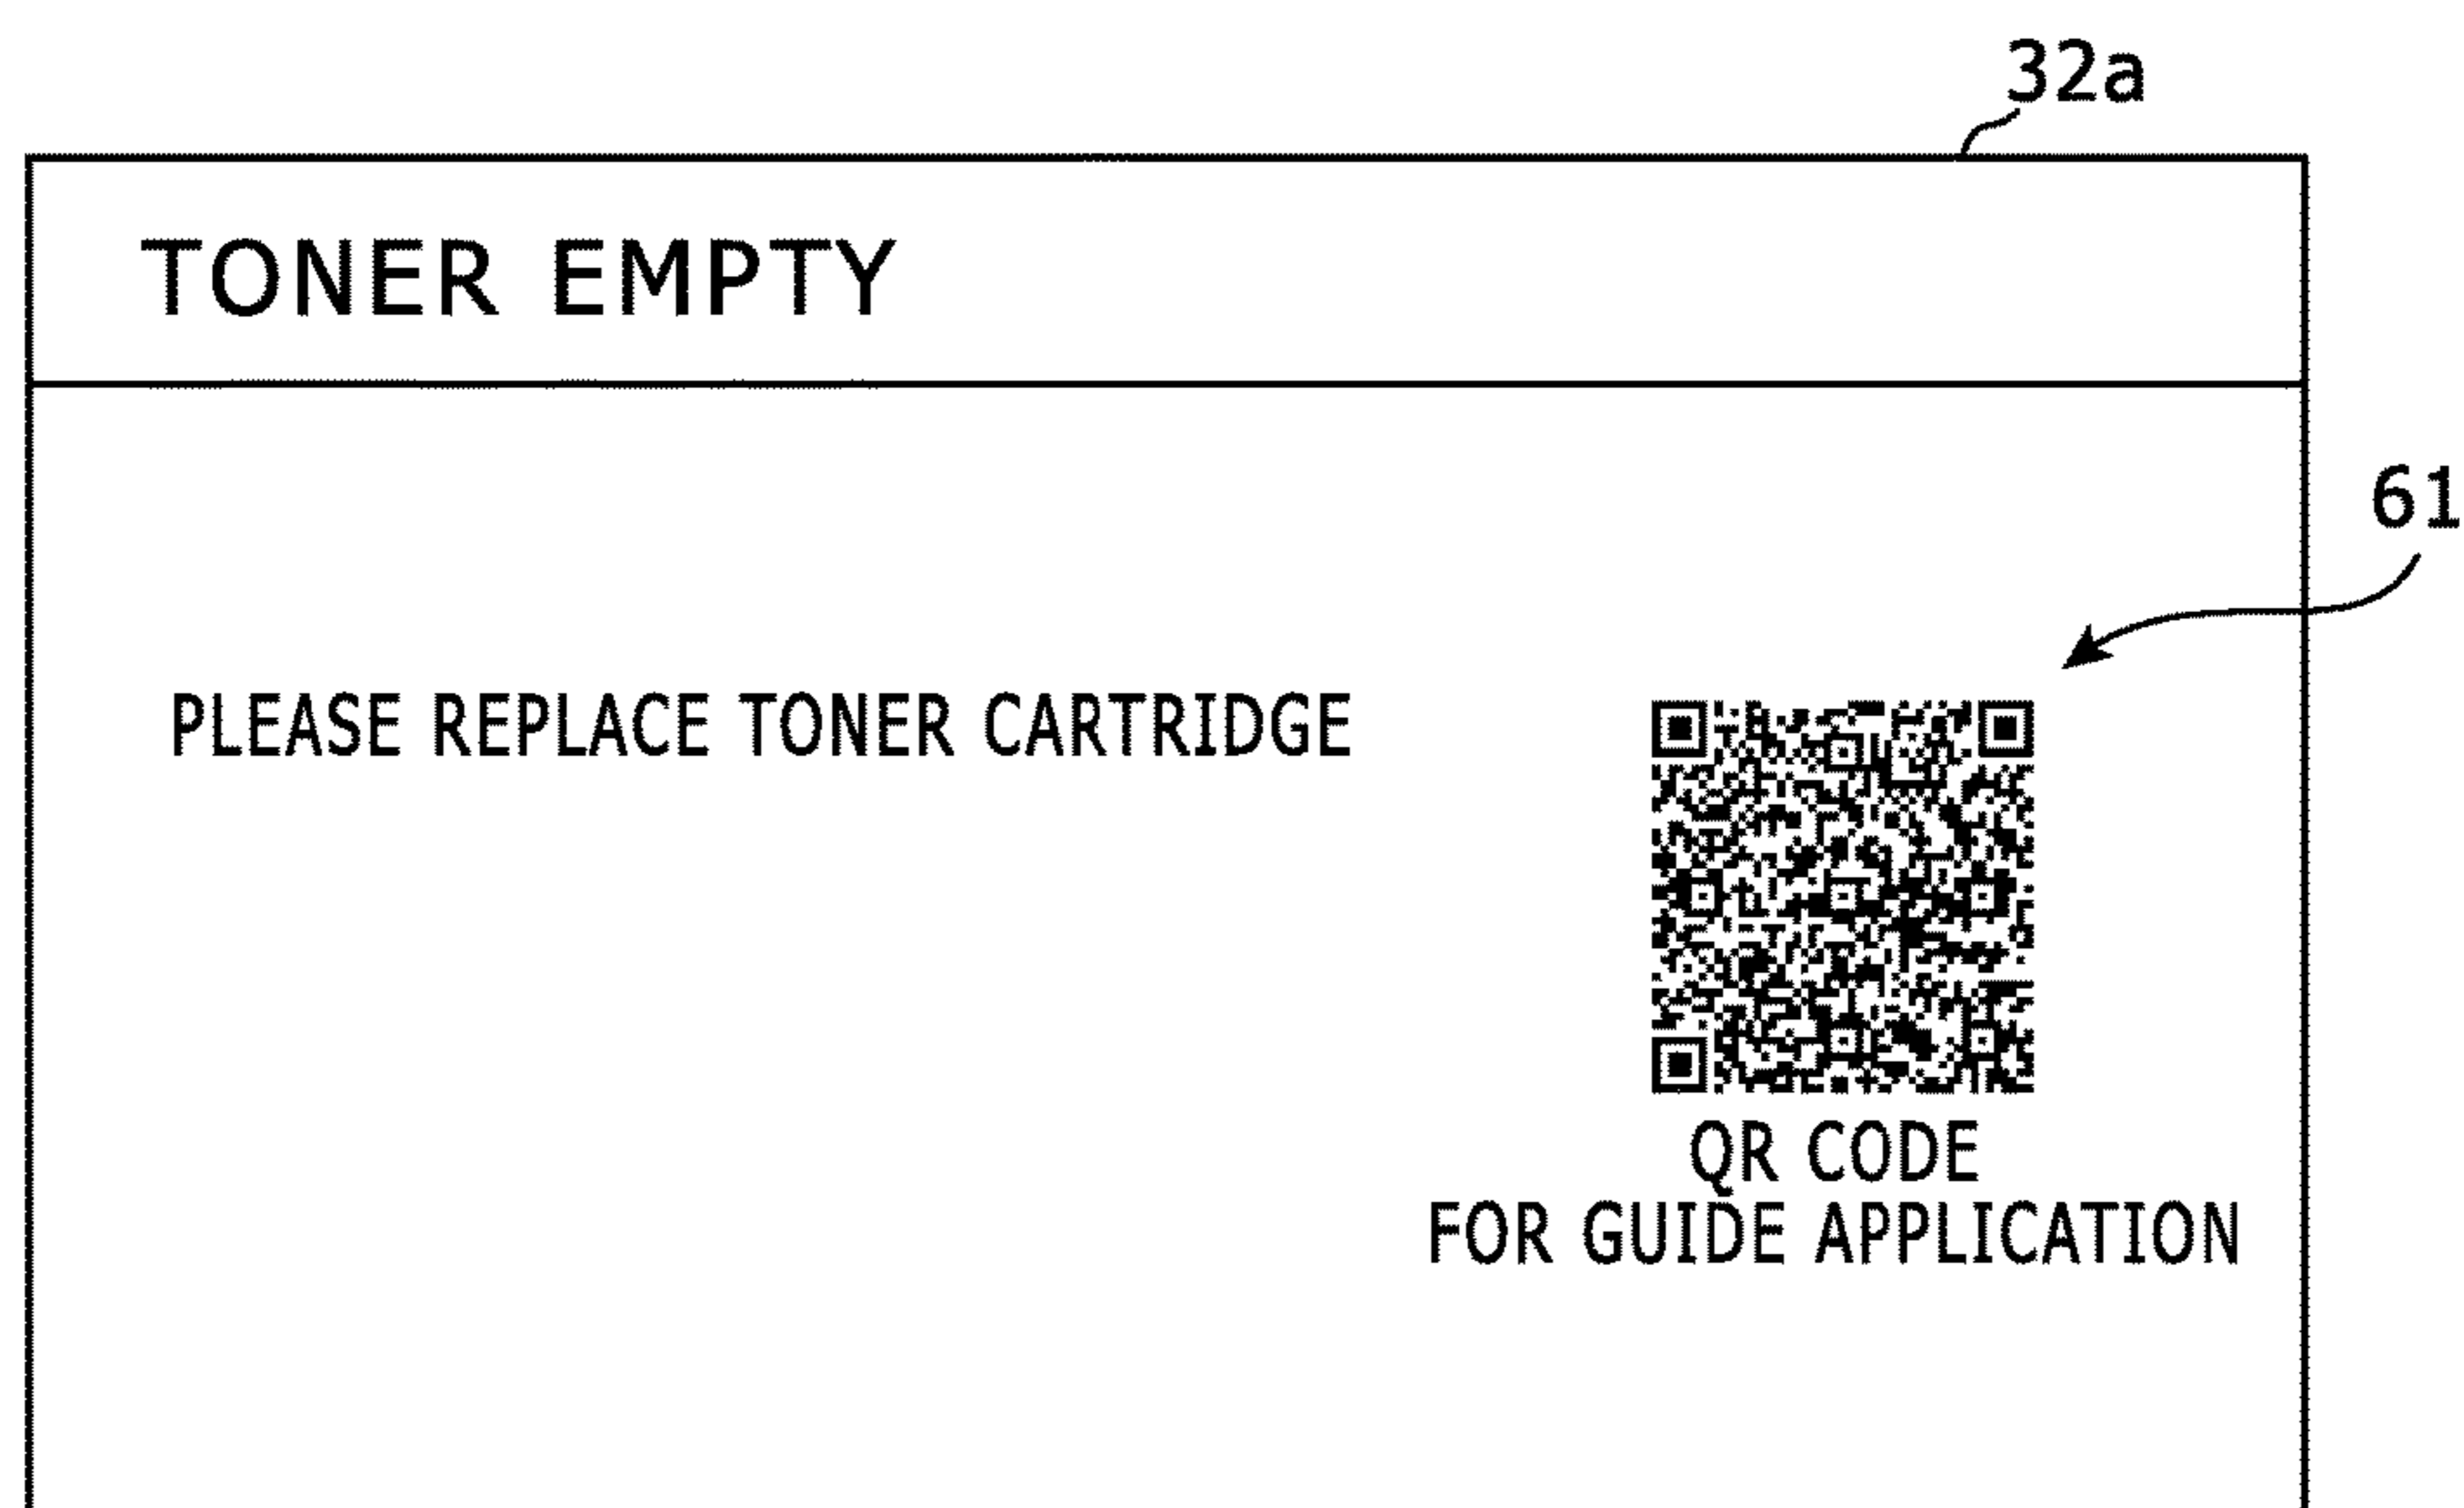 32a
TONER EMPTY
61
PLEASE REPLACE TONER CARTRIDGE
QR CODE
FOR GUIDE APPLICATION